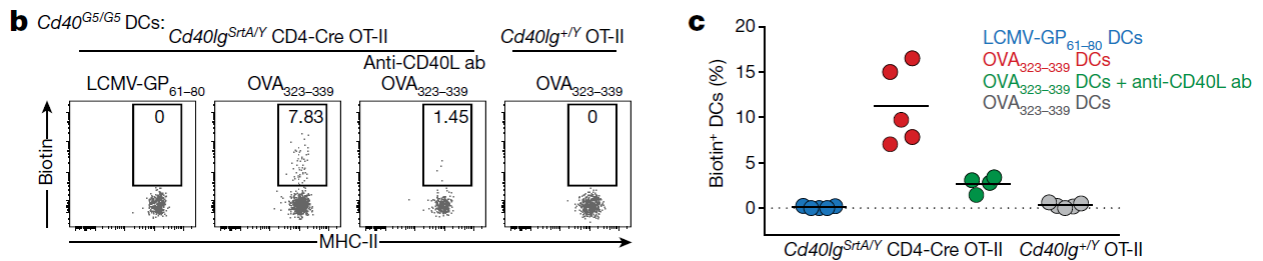 b
Cd40G5/G5 DCs:
Cd40lgSrtA/Y CD4-Cre OT-II
Cd40lg+/Y OT-II
Anti-CD40L ab
LCMV-GP61–80
OVA323–339
OVA323–339
OVA323–339
0
7.83
1.45
0
Biotin
MHC-II
c
20
15
10
5
0
Biotin+ DCs (%)
LCMV-GP61–80 DCs
OVA323–339 DCs
OVA323–339 DCs + anti-CD40L ab
OVA323–339 DCs
Cd40lgSrtA/Y CD4-Cre OT-II
Cd40lg+/Y OT-II